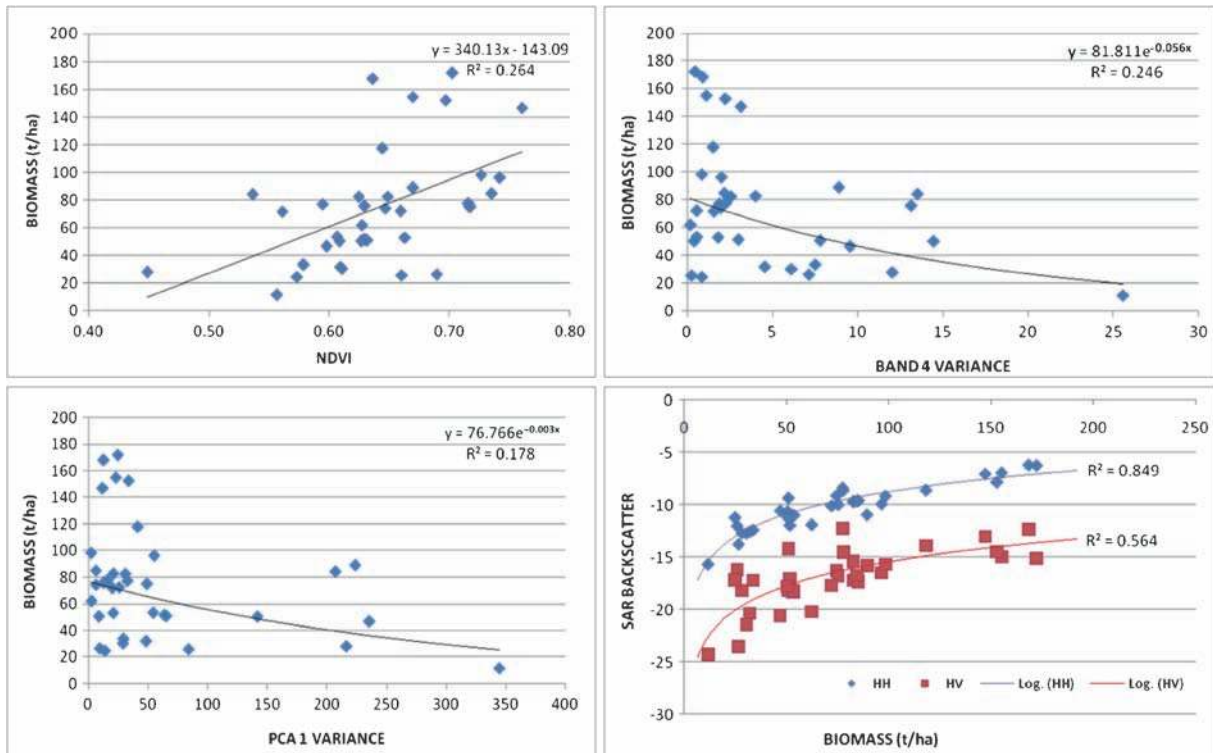 y = 340.13x - 143.09
R² = 0.264
BIOMASS (t/ha)
200
180
160
140
120
100
80
60
40
20
0
0.40 0.50 0.60 0.70 0.80
NDVI
y = 81.811e^-0.056x
R² = 0.246
BIOMASS (t/ha)
200
180
160
140
120
100
80
60
40
20
0
0 5 10 15 20 25 30
BAND 4 VARIANCE
y = 76.766e^-0.003x
R² = 0.178
BIOMASS (t/ha)
200
180
160
140
120
100
80
60
40
20
0
0 50 100 150 200 250 300 350 400
PCA 1 VARIANCE
0
0 50 100 150 200 250
-5
-10
-15
-20
-25
-30
SAR BACKSCATTER
R² = 0.849
R² = 0.564
HH HV Log. (HH) Log. (HV)
BIOMASS (t/ha)